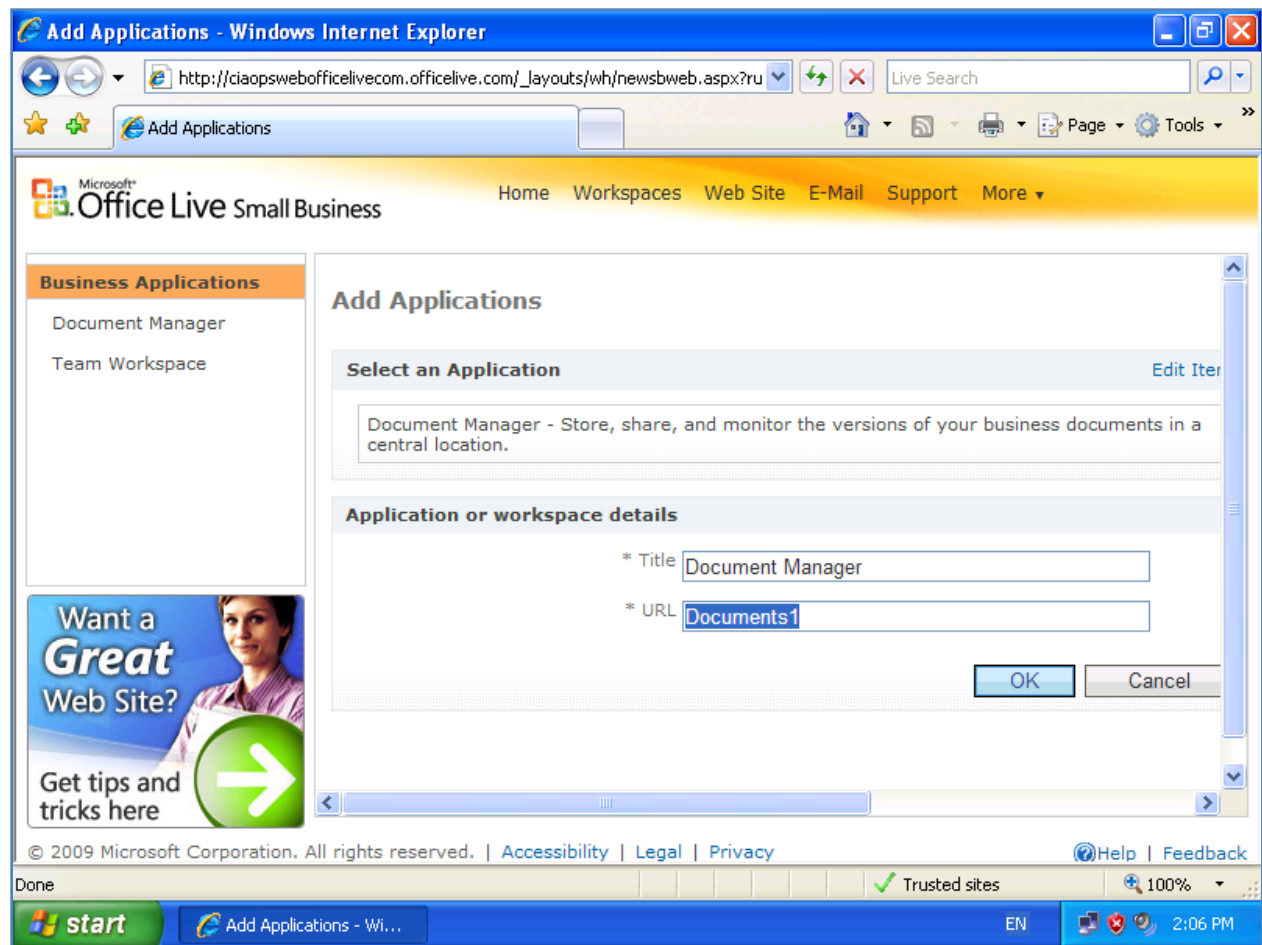 Add Applications - Windows Internet Explorer
http://ciaopswebofficelivecom.officelive.com/_layouts/wh/newsbweb.aspx?ru
Live Search
Add Applications
Page
Tools
Microsoft
Office Live Small Business
Home Workspaces Web Site E-Mail Support More
Business Applications
Document Manager
Team Workspace
Add Applications
Select an Application
Edit Iter
Document Manager - Store, share, and monitor the versions of your business documents in a
central location.
Application or workspace details
* Title Document Manager
* URL Documents1
OK Cancel
Want a
Great
Web Site?
Get tips and
tricks here
© 2009 Microsoft Corporation. All rights reserved. | Accessibility | Legal | Privacy
Help | Feedback
Done
Trusted sites
100%
start
Add Applications - Wi...
EN
2:06 PM